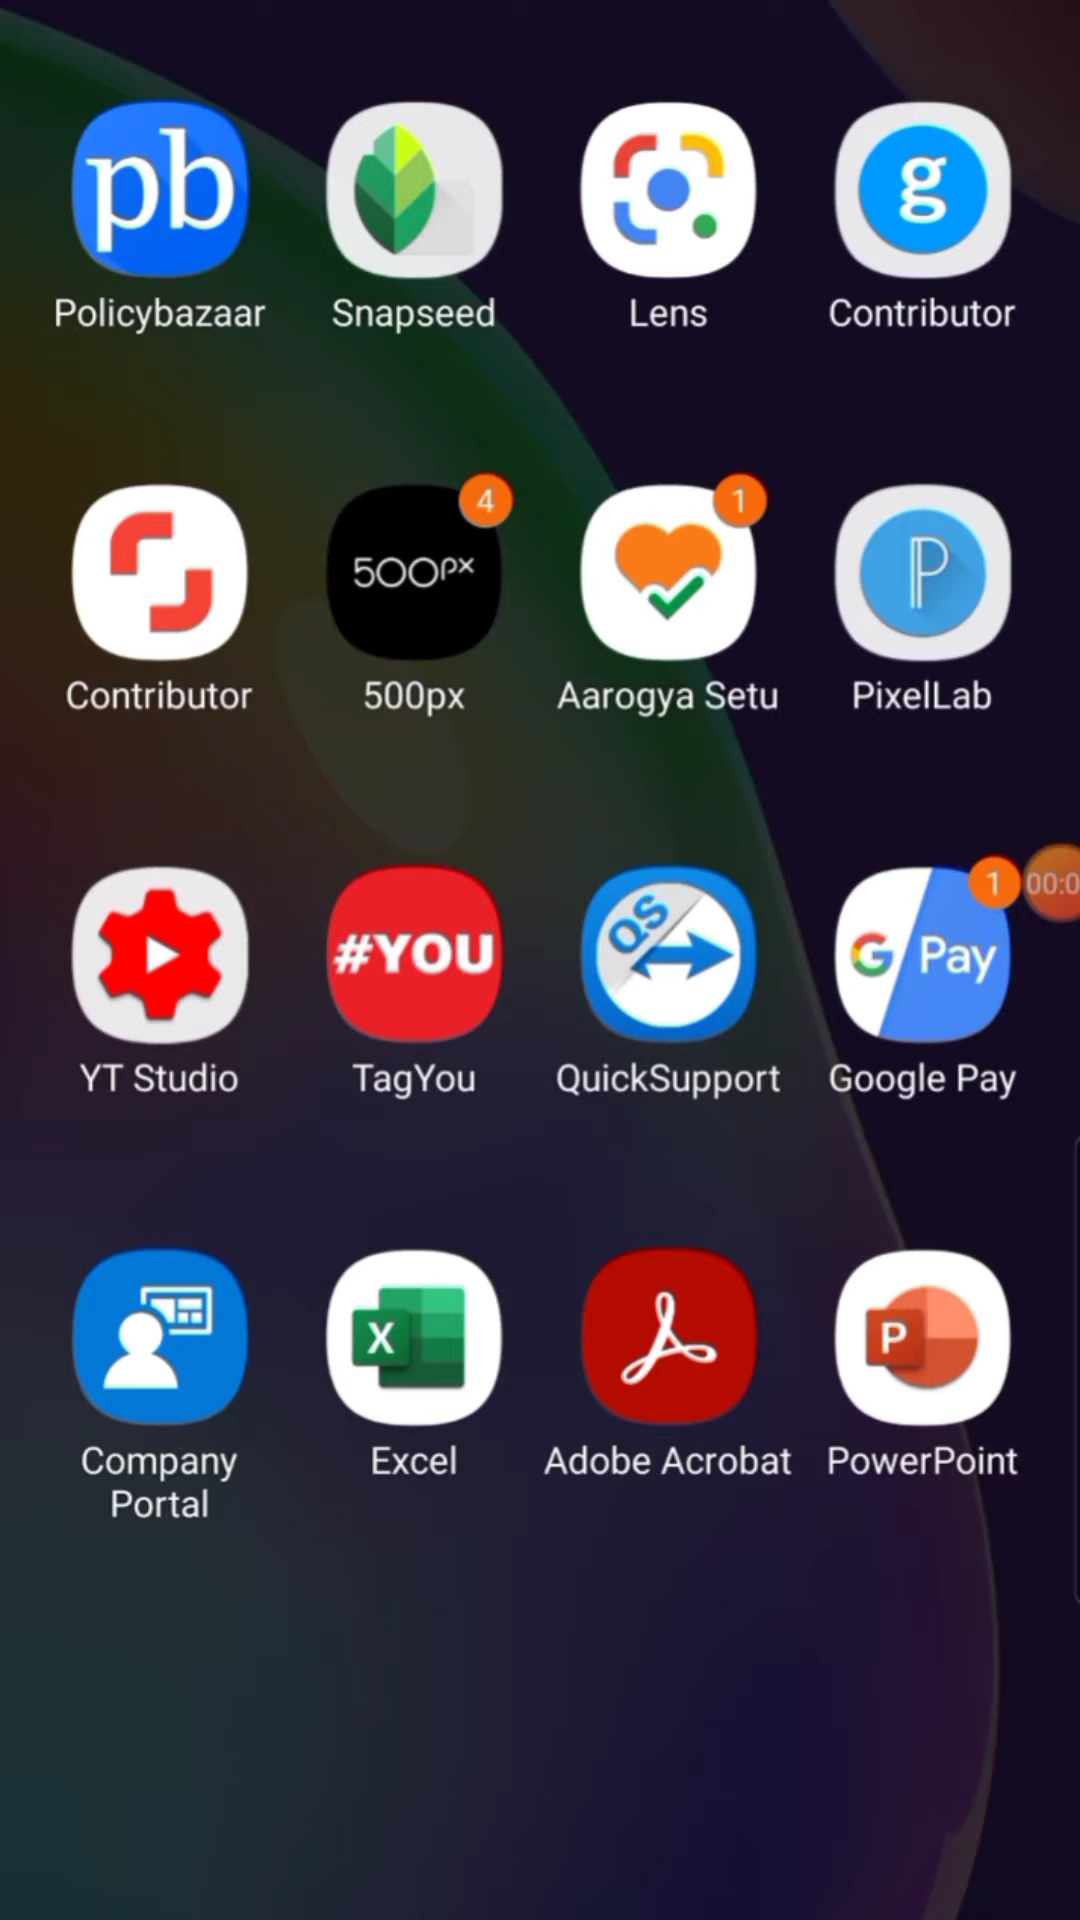 pb
g
Policybazaar Snapseed Lens Contributor
4
1
500px
P
Contributor 500px Aarogya Setu PixelLab
1
00:0
#YOU
QS
G Pay
YT Studio TagYou QuickSupport Google Pay
X
P
Company Portal Excel Adobe Acrobat PowerPoint